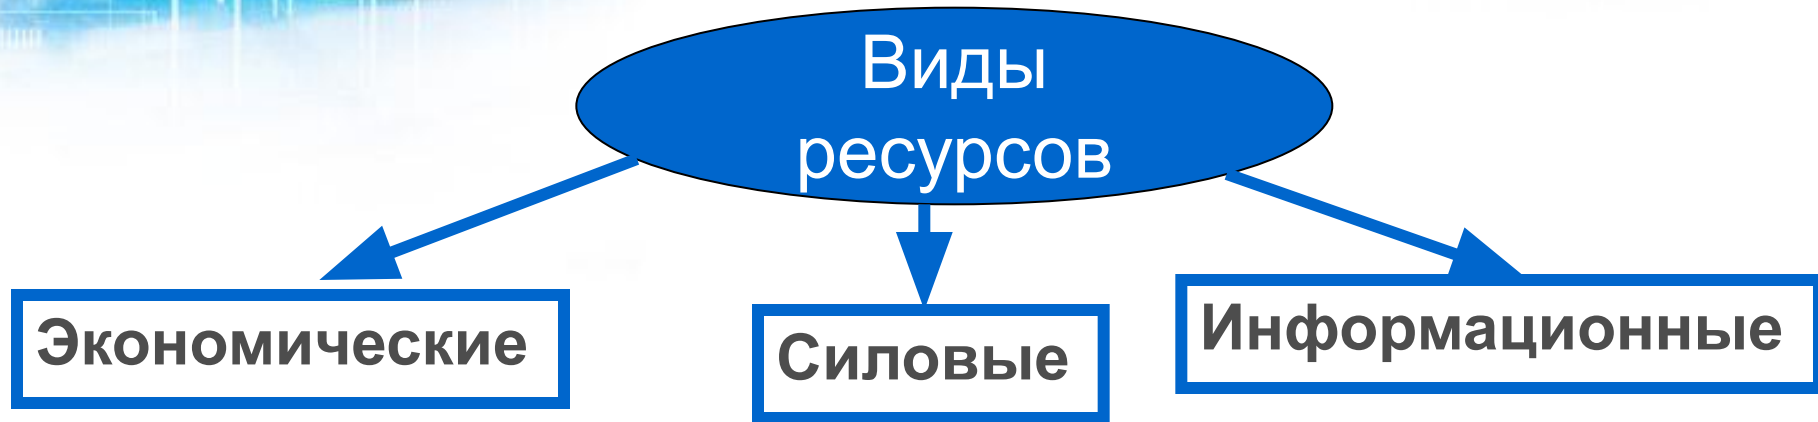 Виды
ресурсов
Экономические
Силовые
Информационные